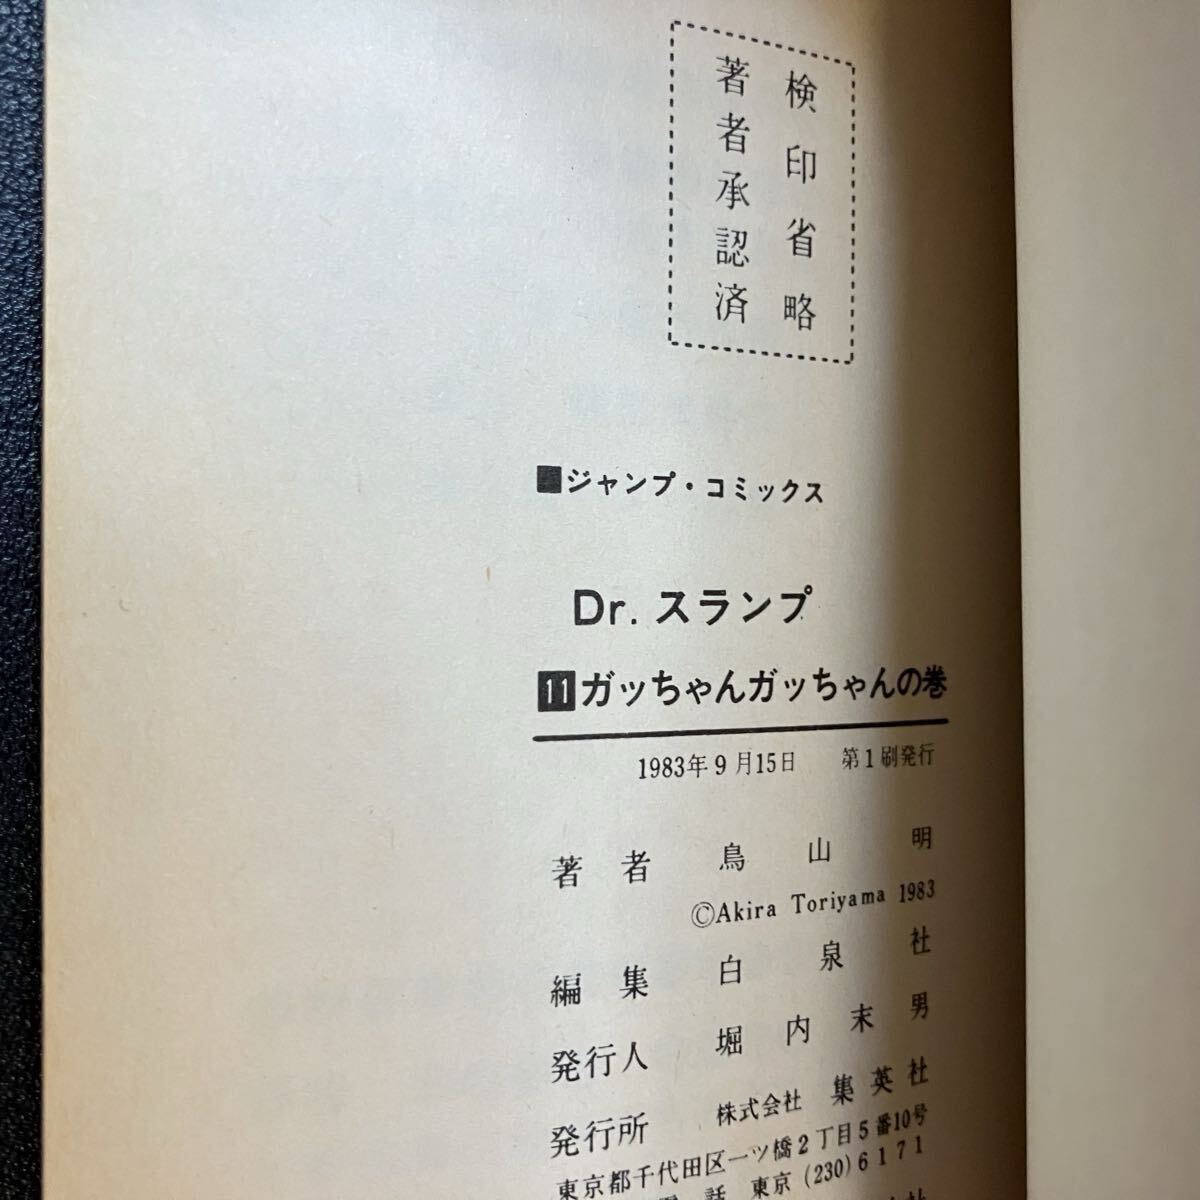 検印省略
著者承認済
■ジャンプ・コミックス
Dr. スランプ
11 ガッちゃんガッちゃんの巻
1983年9月15日 第1刷発行
著者 鳥山明
©Akira Toriyama 1983
編集 白泉社
発行人 堀内末男
発行所 株式会社 集英社
東京都千代田区一ツ橋2丁目5番10号
話 東京 (230) 6171